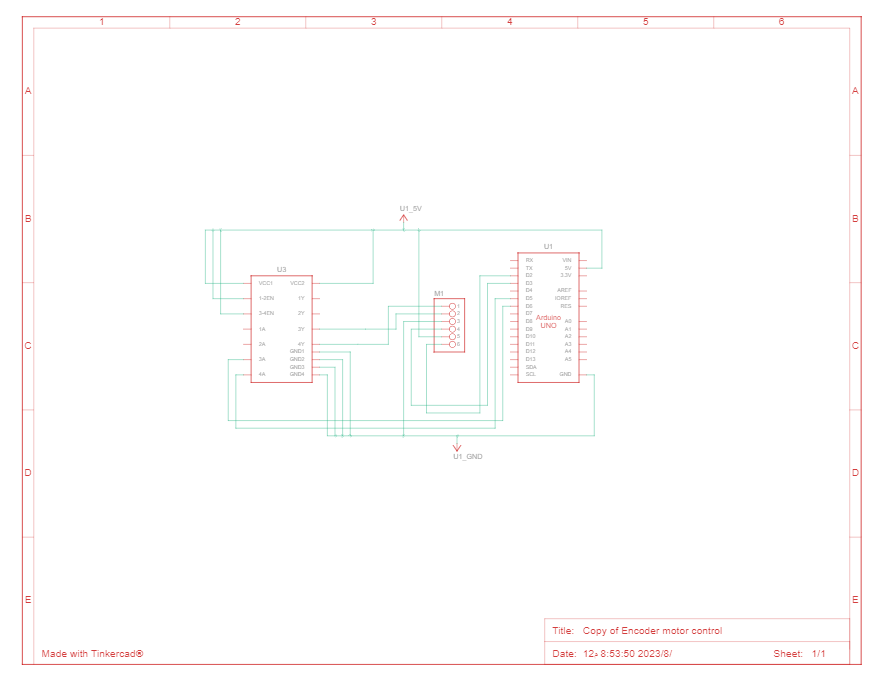 1 2 3 4 5 6
A A
B B
U1_5V
U1
U3
RX VIN
TX 5V
D2 3.3V
D3
D4 AREF
D5 IOREF
D6 RES
D7
D8 A0
D9 A1
D10 A2
D11 A3
D12 A4
D13 A5
SDA
SCL GND
Arduino
UNO
VCC1 VCC2
1-2EN 1Y
3-4EN 2Y
1A 3Y
2A 4Y
GND1
3A GND2
GND3
4A GND4
M1
1
2
3
4
5
6
C C
U1_GND
D D
E E
Title: Copy of Encoder motor control
Made with Tinkercad®
Date: 12، 8:53:50 2023/8/ Sheet: 1/1